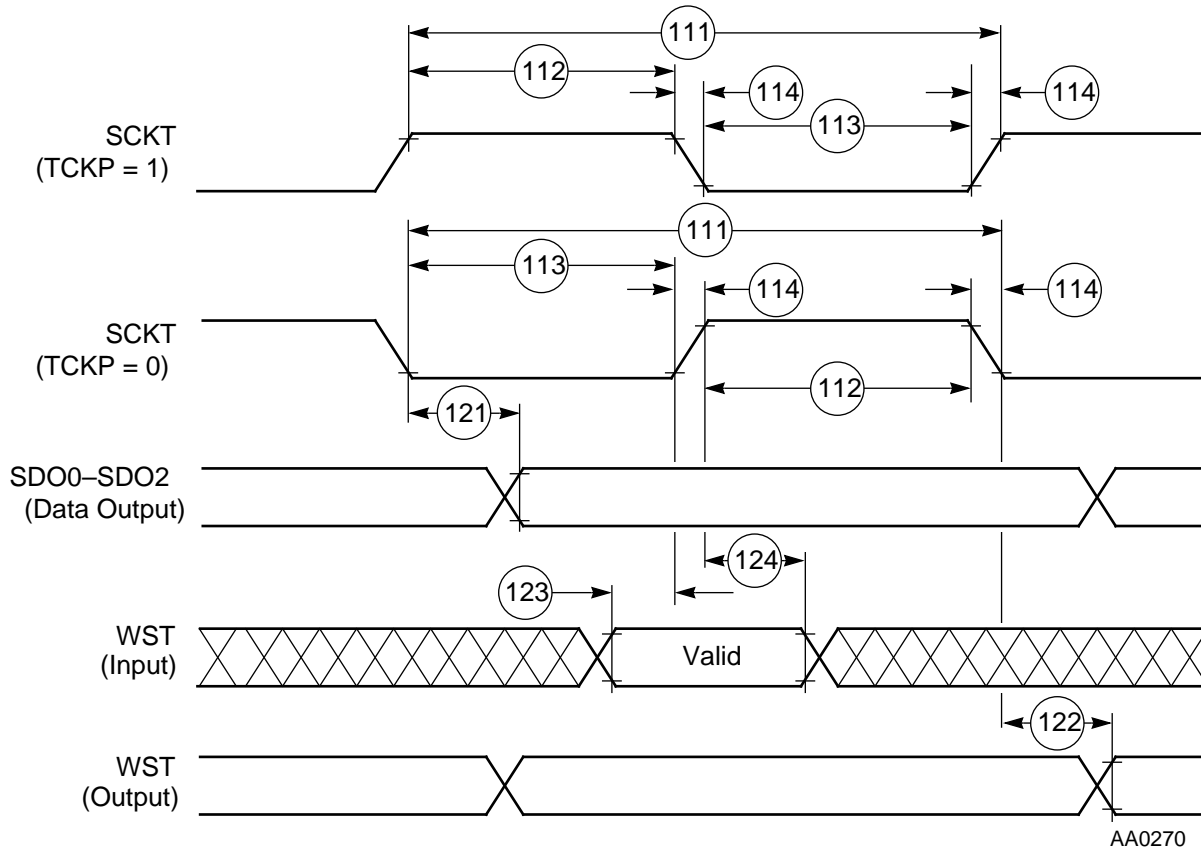 111
112
114
114
113
SCKT
(TCKP = 1)
111
113
114
114
SCKT
(TCKP = 0)
112
121
SDO0–SDO2
(Data Output)
124
123
WST
(Input)
Valid
122
WST
(Output)
AA0270